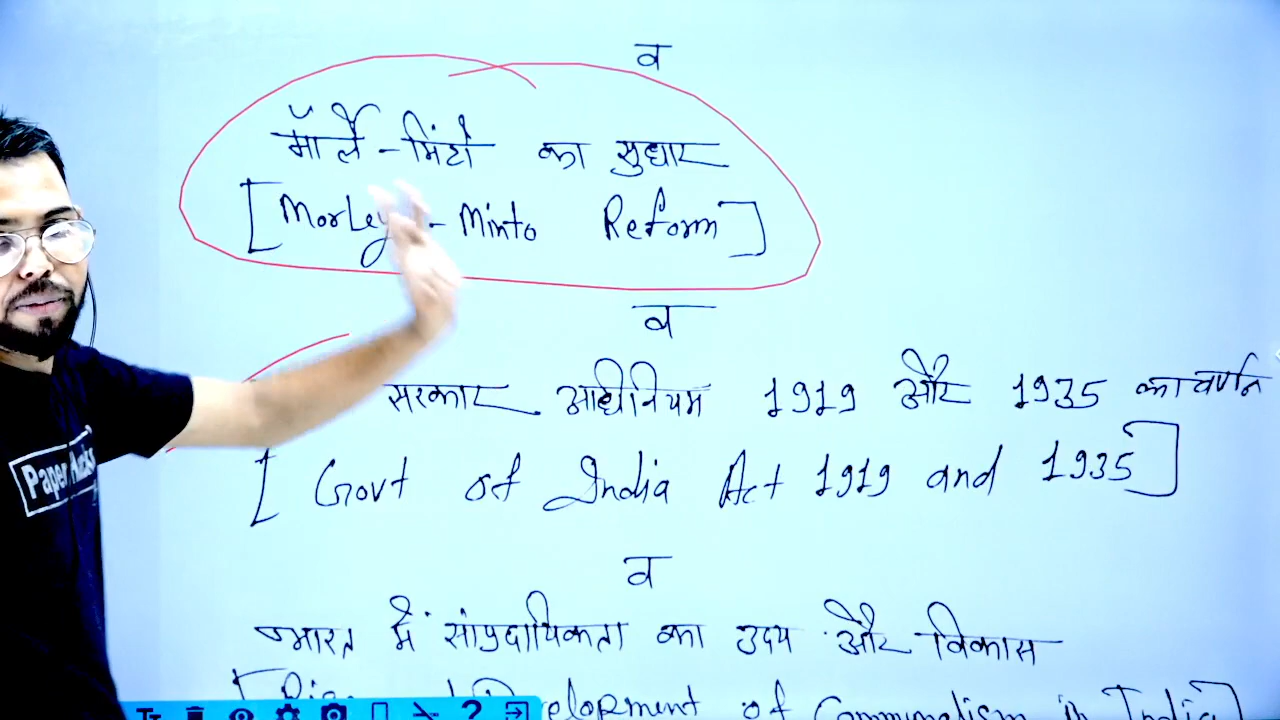 व
मॉर्ले-मिंटो का सुधार
[Morley-Minto Reform]
व
सरकार अधीनियम 1919 और 1935 का वर्णन
[Govt of India Act 1919 and 1935]
व
भारत में सांप्रदायिकता का उदय और विकास
Development of Communalism in India]
Paper